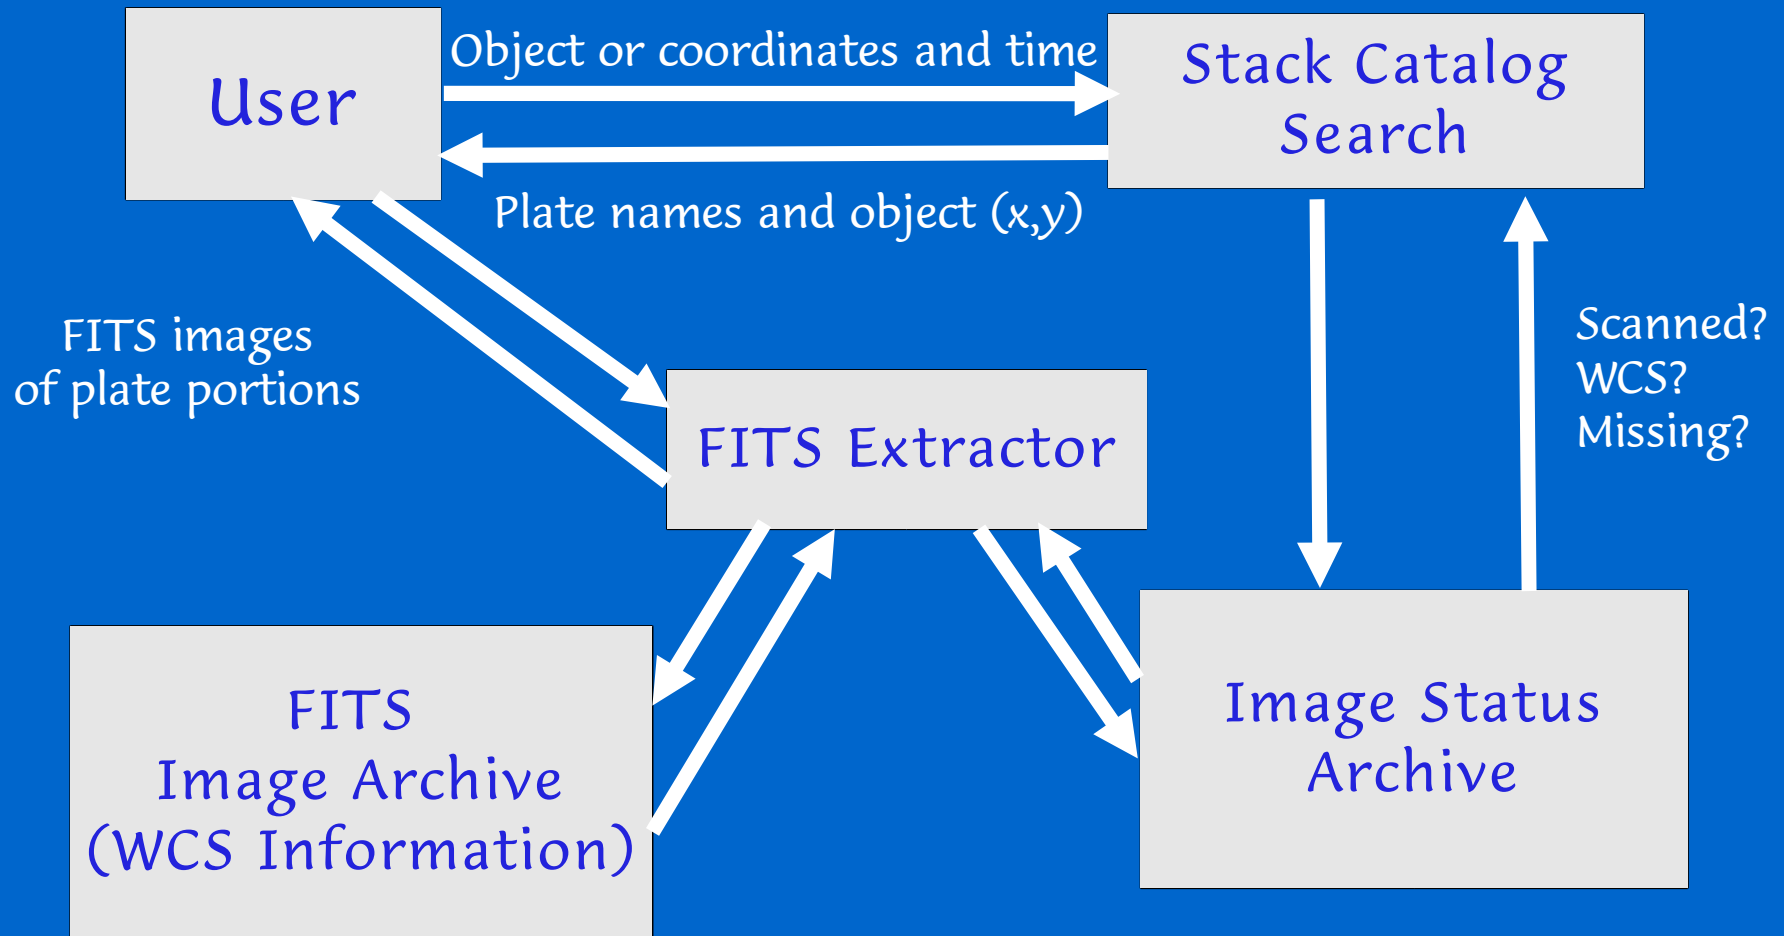 User
Object or coordinates and time
Stack Catalog
Search
Plate names and object (x,y)
FITS images
of plate portions
Scanned?
WCS?
Missing?
FITS Extractor
FITS
Image Archive
(WCS Information)
Image Status
Archive